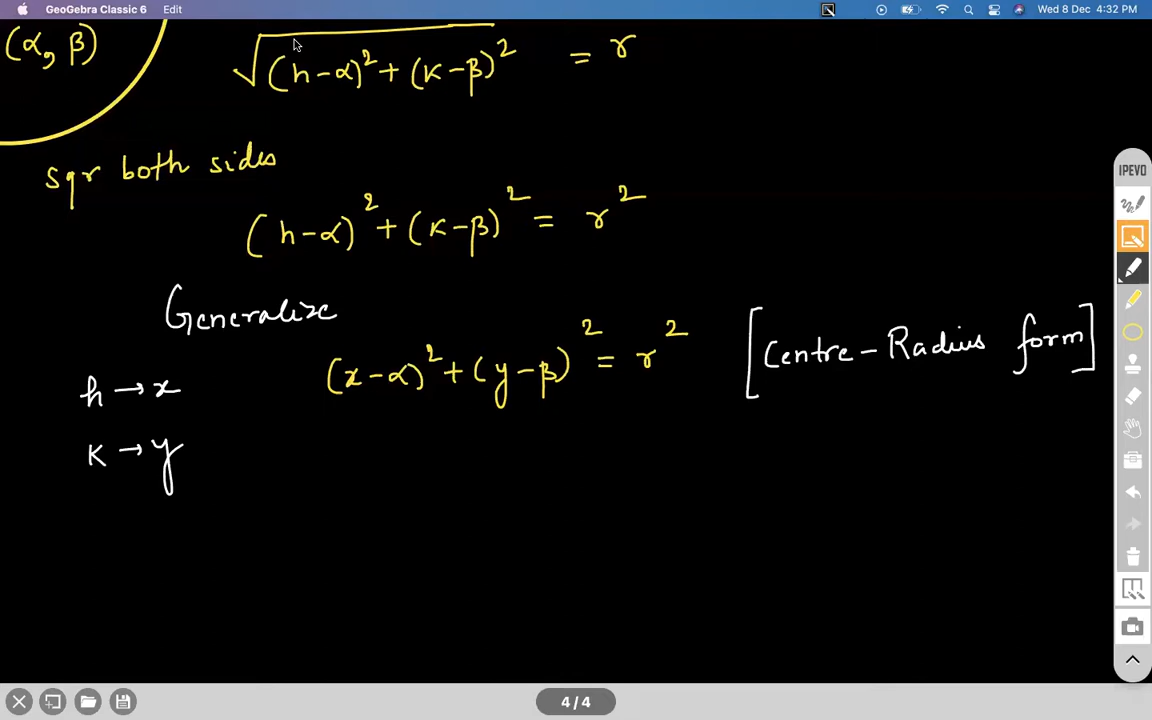 GeoGebra Classic 6 Edit Wed 8 Dec 4:32 PM
(α, β) √((h-α)²+(k-β)²) = r
sqr both sides
(h-α)²+(k-β)² = r²
Generalize
(x-α)²+(y-β)² = r² [Centre-Radius form]
h → x
k → y
IPEVO
4/4